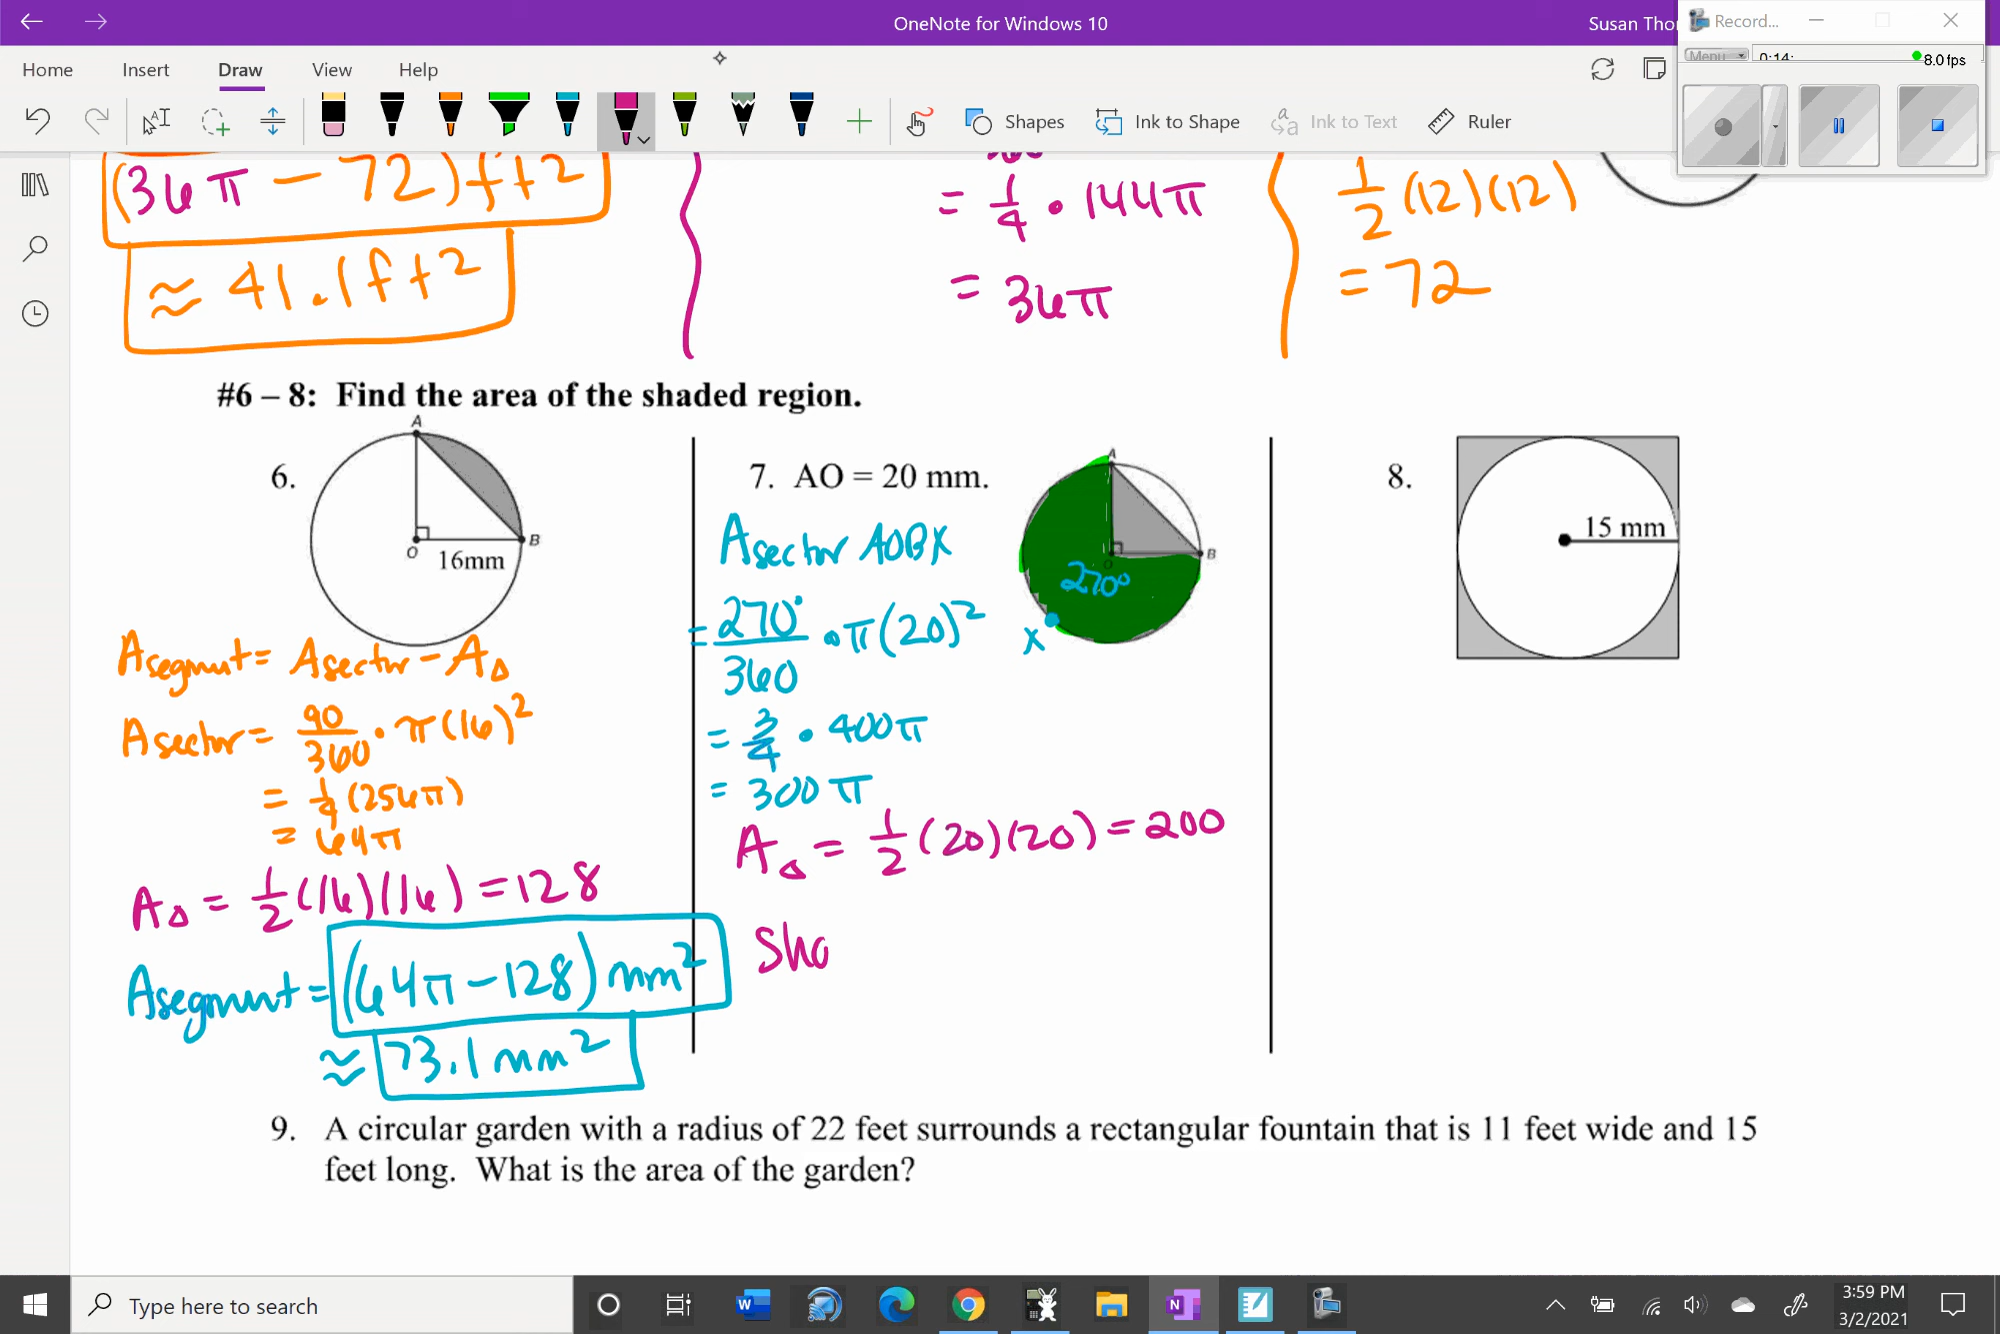 OneNote for Windows 10
Susan Thor
Record...
Menu
0:14:
8.0 fps
Home
Insert
Draw
View
Help
Shapes
Ink to Shape
Ink to Text
Ruler
(36π − 72) ft2
≈ 41.1 ft2
= 1/4 • 144π
= 36π
1/2 (12)(12)
= 72
#6 – 8:  Find the area of the shaded region.
6.
A
O
B
16mm
Asegment = Asector − A△
Asector = 90/360 • π(16)²
= 1/4 (256π)
= 64π
A△ = 1/2 (16)(16) = 128
Asegment = (64π − 128) mm²
≈ 73.1 mm²
7.  AO = 20 mm.
A
O
B
270°
X
Asector AOBX
= 270°/360 • π(20)²
= 3/4 • 400π
= 300π
A△ = 1/2 (20)(20) = 200
Sha
8.
15 mm
9.  A circular garden with a radius of 22 feet surrounds a rectangular fountain that is 11 feet wide and 15
feet long.  What is the area of the garden?
Type here to search
3:59 PM
3/2/2021